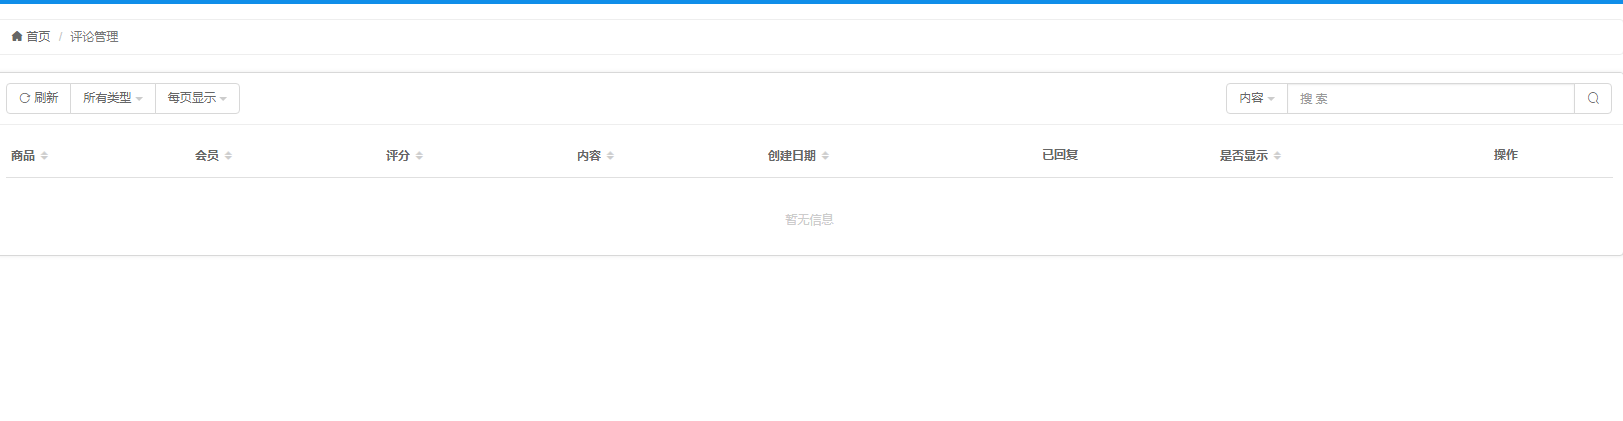 首页 / 评论管理
刷新 所有类型 每页显示 内容 搜 索
商品 会员 评分 内容 创建日期 已回复 是否显示 操作
暂无信息